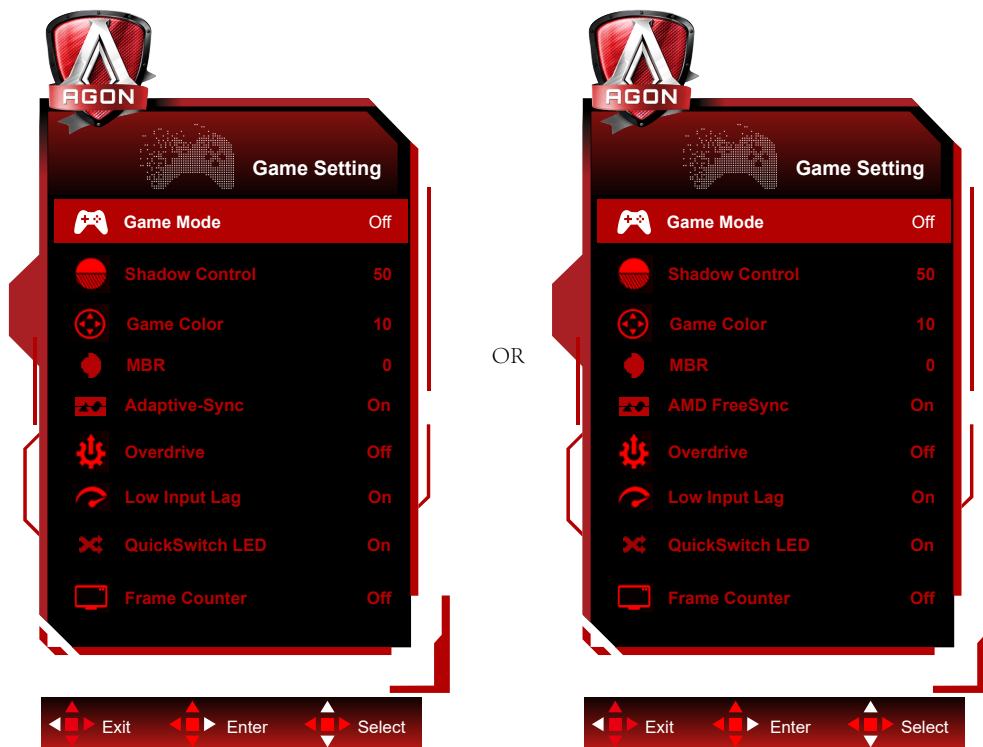 AGON
Game Setting
Game Mode Off
Shadow Control 50
Game Color 10
MBR 0
Adaptive-Sync On
Overdrive Off
Low Input Lag On
QuickSwitch LED On
Frame Counter Off
Exit Enter Select
OR
AGON
Game Setting
Game Mode Off
Shadow Control 50
Game Color 10
MBR 0
AMD FreeSync On
Overdrive Off
Low Input Lag On
QuickSwitch LED On
Frame Counter Off
Exit Enter Select